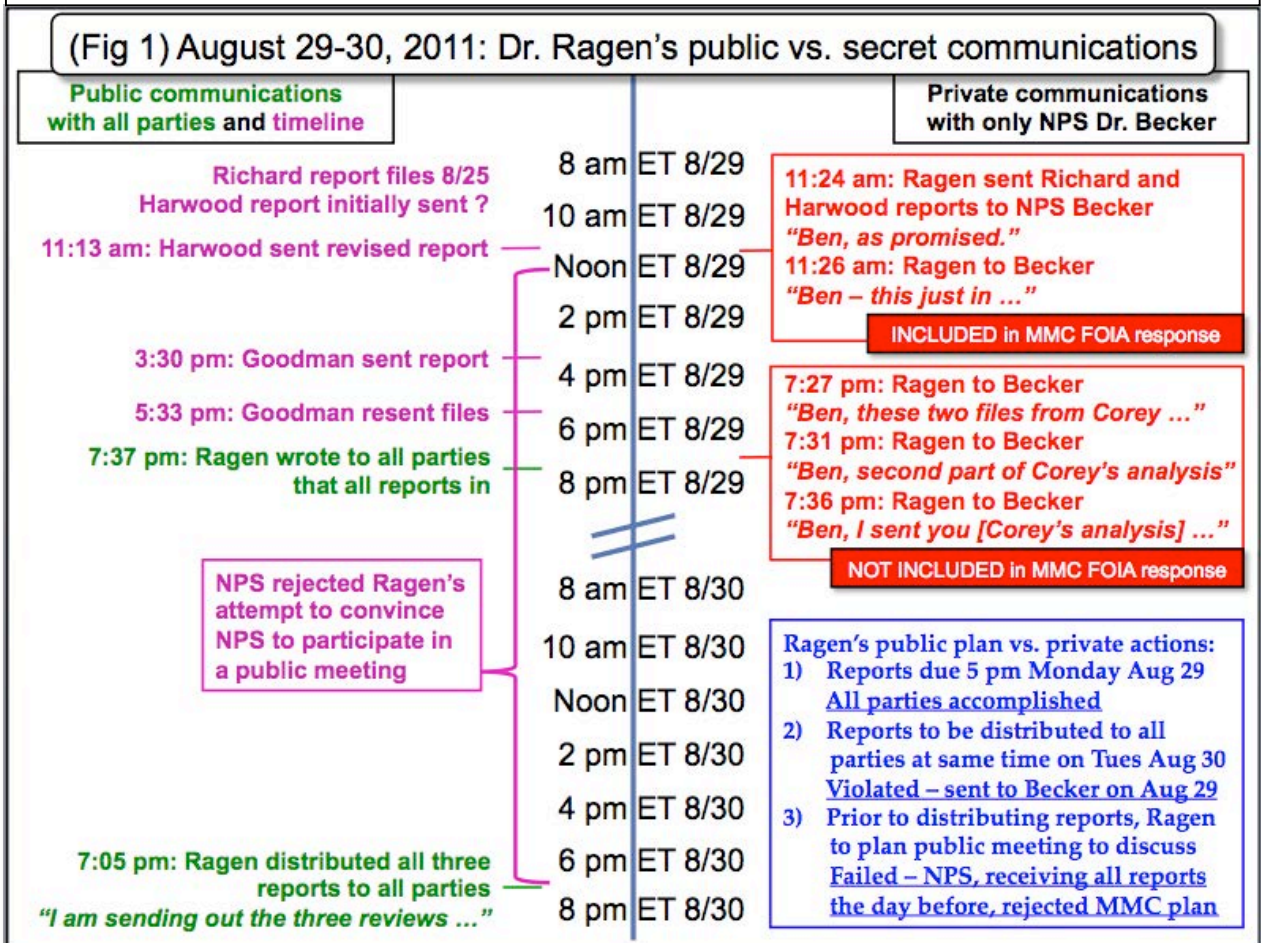 (Fig 1) August 29-30, 2011: Dr. Ragen's public vs. secret communications
Public communications
with all parties and timeline
Private communications
with only NPS Dr. Becker
Richard report files 8/25
Harwood report initially sent ?
11:13 am: Harwood sent revised report
3:30 pm: Goodman sent report
5:33 pm: Goodman resent files
7:37 pm: Ragen wrote to all parties
that all reports in
NPS rejected Ragen's
attempt to convince
NPS to participate in
a public meeting
7:05 pm: Ragen distributed all three
reports to all parties
"I am sending out the three reviews ..."
8 am ET 8/29
10 am ET 8/29
Noon ET 8/29
2 pm ET 8/29
4 pm ET 8/29
6 pm ET 8/29
8 pm ET 8/29
8 am ET 8/30
10 am ET 8/30
Noon ET 8/30
2 pm ET 8/30
4 pm ET 8/30
6 pm ET 8/30
8 pm ET 8/30
11:24 am: Ragen sent Richard and
Harwood reports to NPS Becker
"Ben, as promised."
11:26 am: Ragen to Becker
"Ben – this just in ..."
INCLUDED in MMC FOIA response
7:27 pm: Ragen to Becker
"Ben, these two files from Corey ..."
7:31 pm: Ragen to Becker
"Ben, second part of Corey's analysis"
7:36 pm: Ragen to Becker
"Ben, I sent you [Corey's analysis] ..."
NOT INCLUDED in MMC FOIA response
Ragen's public plan vs. private actions:
1) Reports due 5 pm Monday Aug 29
All parties accomplished
2) Reports to be distributed to all
parties at same time on Tues Aug 30
Violated – sent to Becker on Aug 29
3) Prior to distributing reports, Ragen
to plan public meeting to discuss
Failed – NPS, receiving all reports
the day before, rejected MMC plan